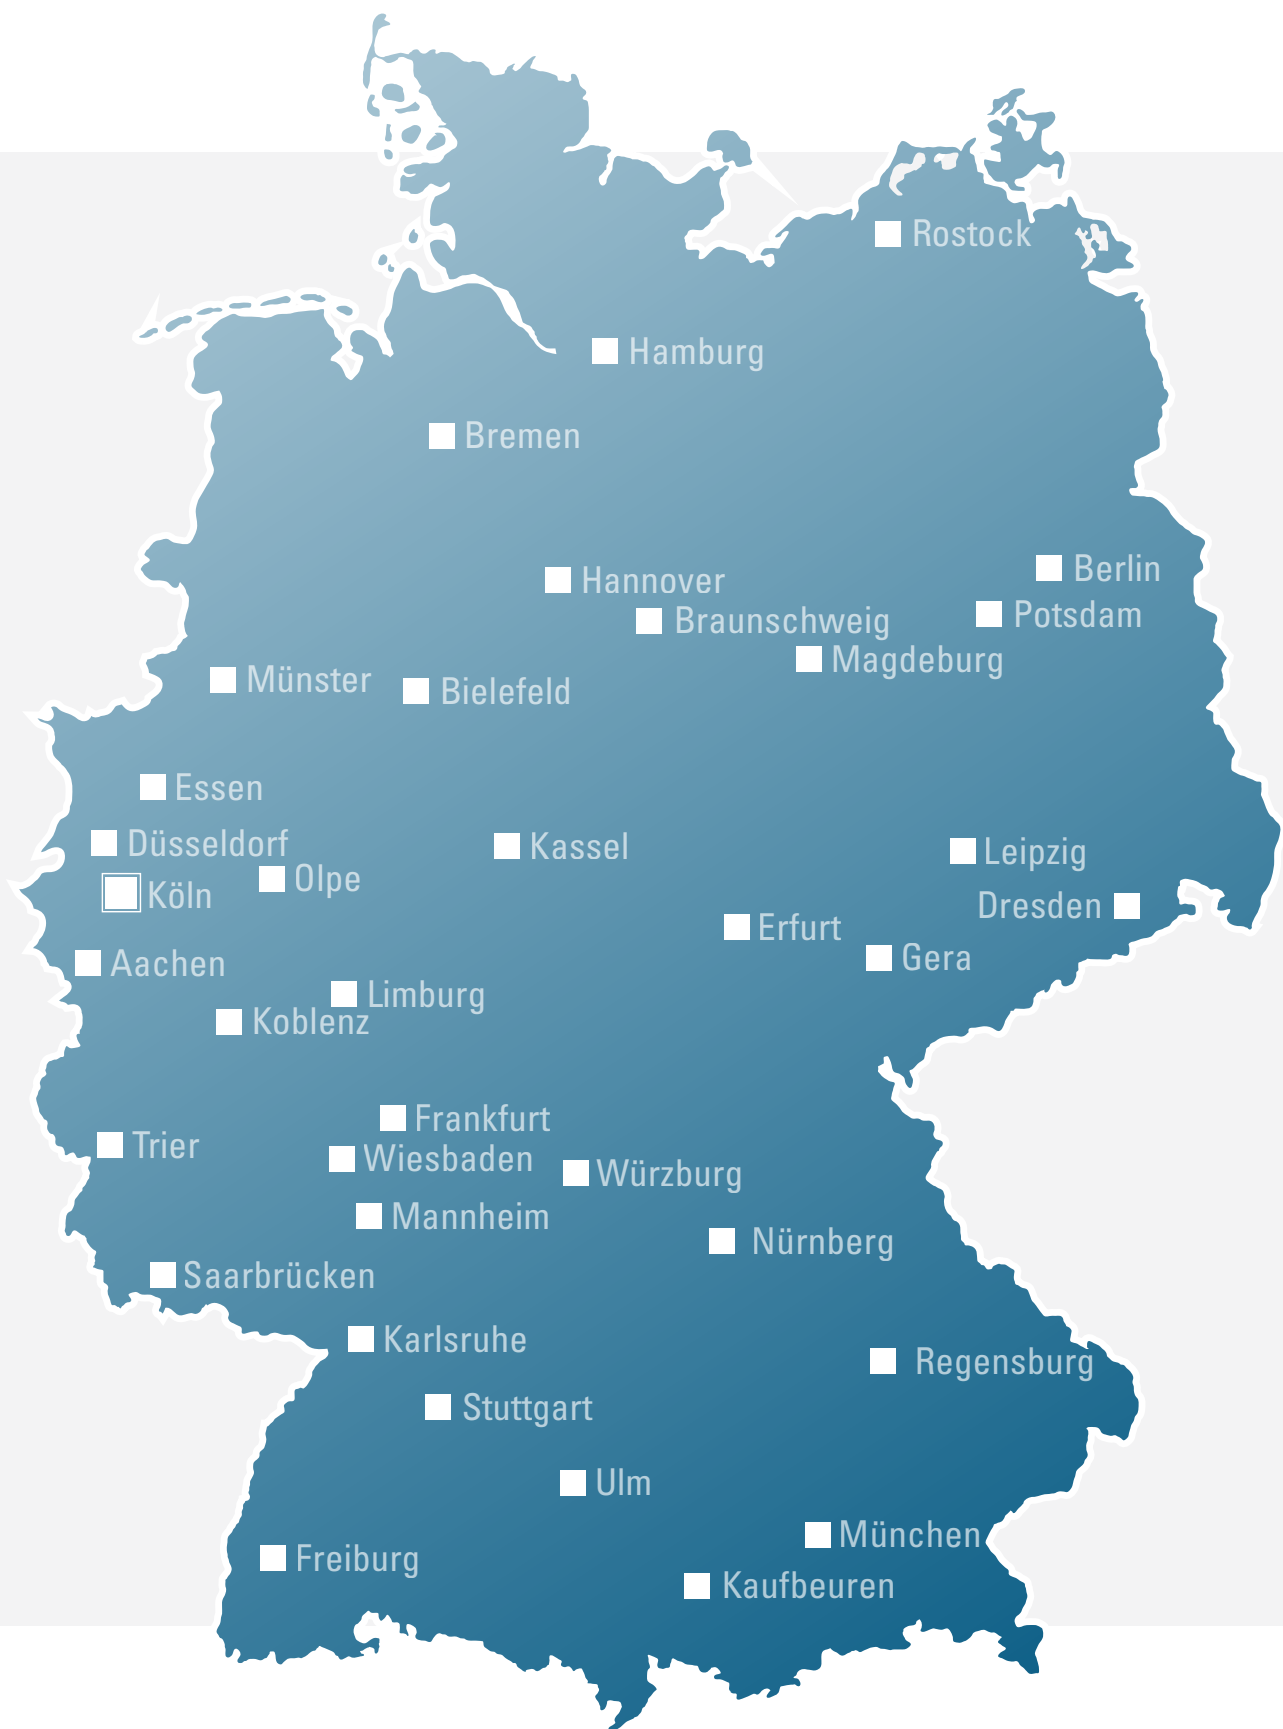 Rostock
Hamburg
Bremen
Berlin
Hannover
Potsdam
Braunschweig
Magdeburg
Münster
Bielefeld
Essen
Düsseldorf
Kassel
Leipzig
Olpe
Köln
Dresden
Erfurt
Gera
Aachen
Limburg
Koblenz
Frankfurt
Trier
Wiesbaden
Würzburg
Mannheim
Nürnberg
Saarbrücken
Karlsruhe
Regensburg
Stuttgart
Ulm
München
Freiburg
Kaufbeuren